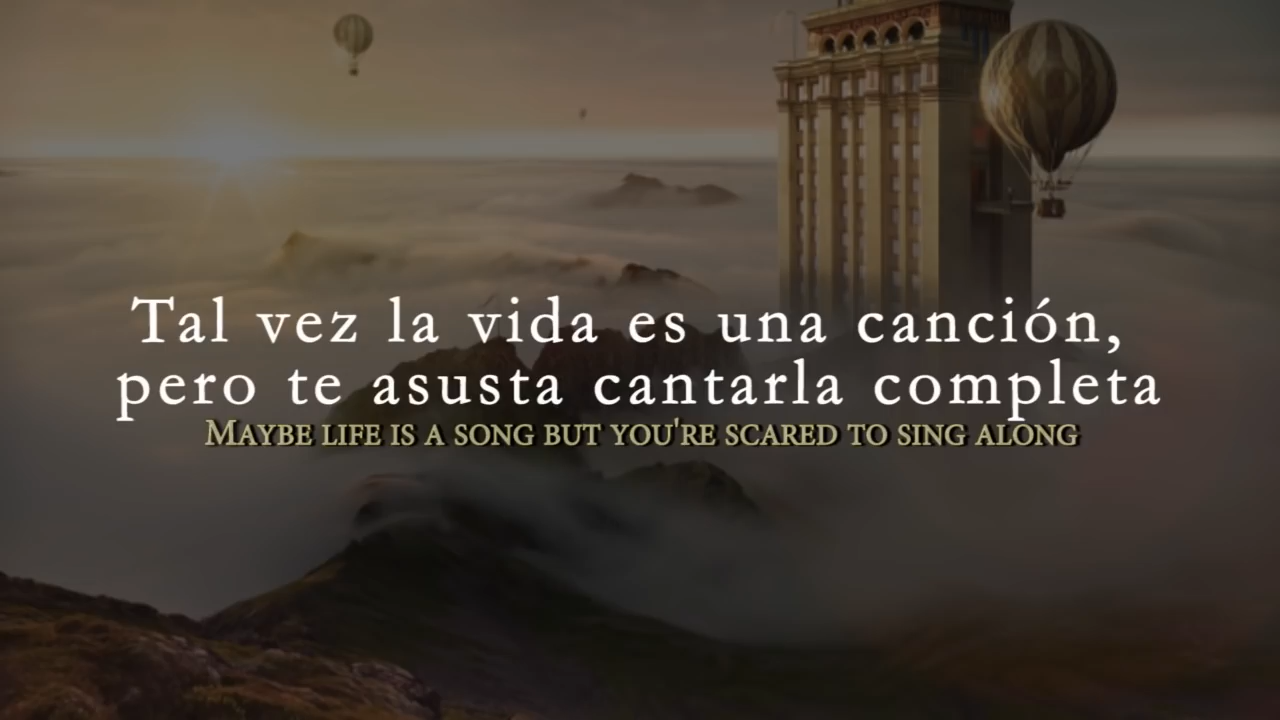 Tal vez la vida es una canción,
pero te asusta cantarla completa
MAYBE LIFE IS A SONG BUT YOU'RE SCARED TO SING ALONG